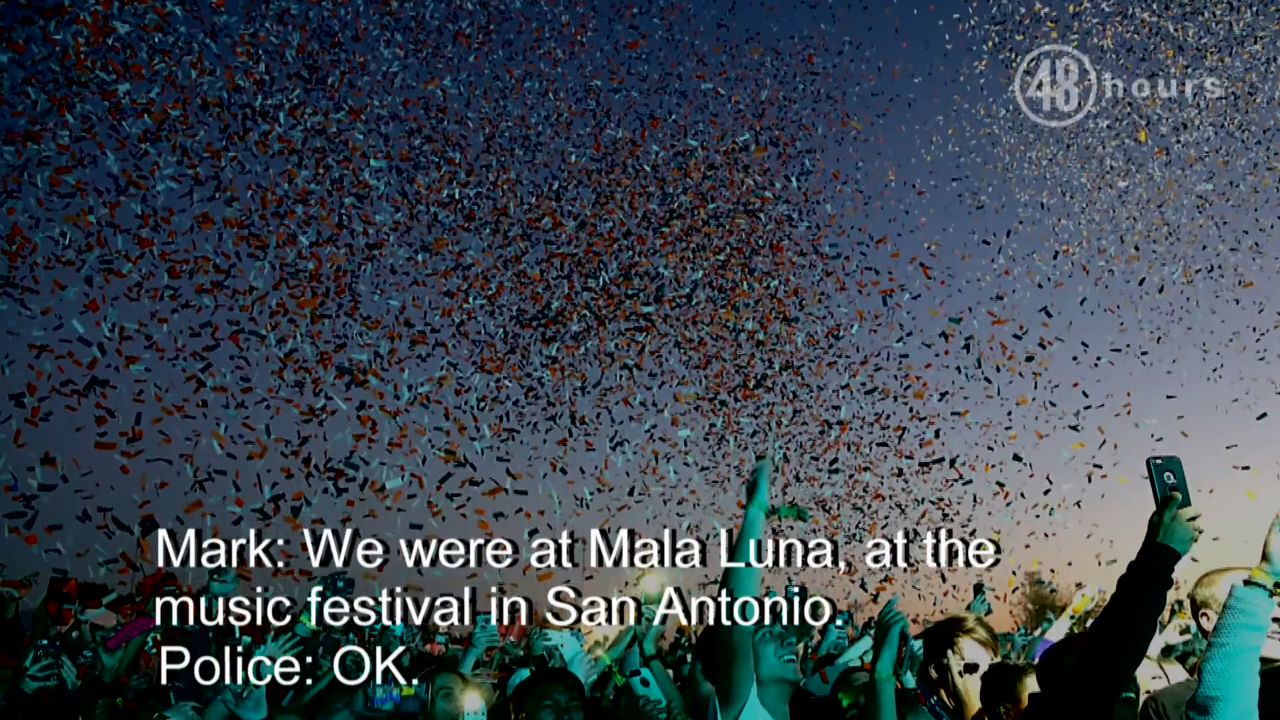 48 hours
Mark: We were at Mala Luna, at the
music festival in San Antonio.
Police: OK.